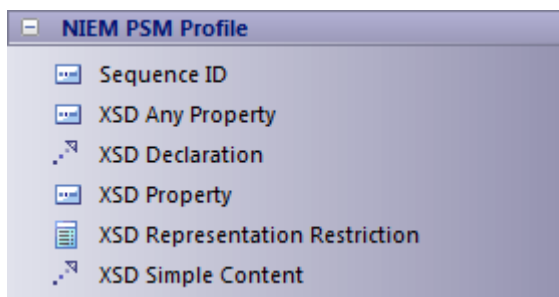 NIEM PSM Profile
Sequence ID
XSD Any Property
XSD Declaration
XSD Property
XSD Representation Restriction
XSD Simple Content